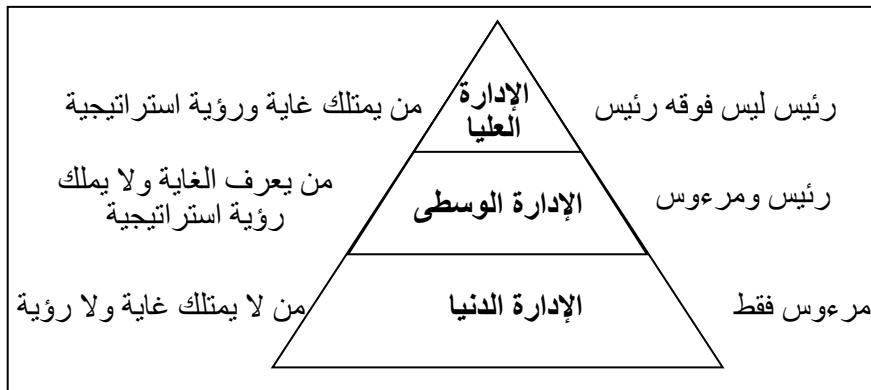 رئيس ليس فوقه رئيس
الإدارة
العليا
من يمتلك غاية ورؤية استراتيجية
رئيس ومرءوس
الإدارة الوسطى
من يعرف الغاية ولا يملك
رؤية استراتيجية
مرءوس فقط
الإدارة الدنيا
من لا يمتلك غاية ولا رؤية